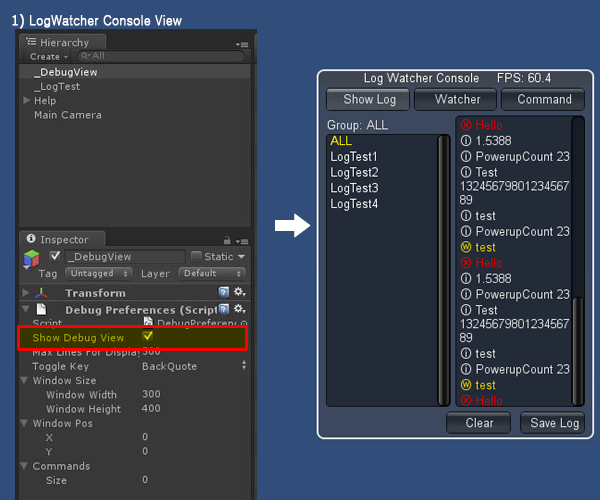 1) LogWatcher Console View
Hierarchy
Create
All
_DebugView
_LogTest
Help
Main Camera
Inspector
_DebugView
Static
Tag
Untagged
Layer
Default
Transform
Debug Preferences (Script
Script
DebugPreferenc
Show Debug View
Max Lines For Display
300
Toggle Key
BackQuote
Window Size
Window Width
300
Window Height
400
Window Pos
X
0
Y
0
Commands
Size
0
Log Watcher Console
FPS: 60.4
Show Log
Watcher
Command
Group: ALL
ALL
LogTest1
LogTest2
LogTest3
LogTest4
Hello
1.5388
PowerupCount 23
Test
13245679801234567
89
test
PowerupCount 23
test
Hello
1.5388
PowerupCount 23
Test
13245679801234567
89
test
PowerupCount 23
test
Hello
Clear
Save Log